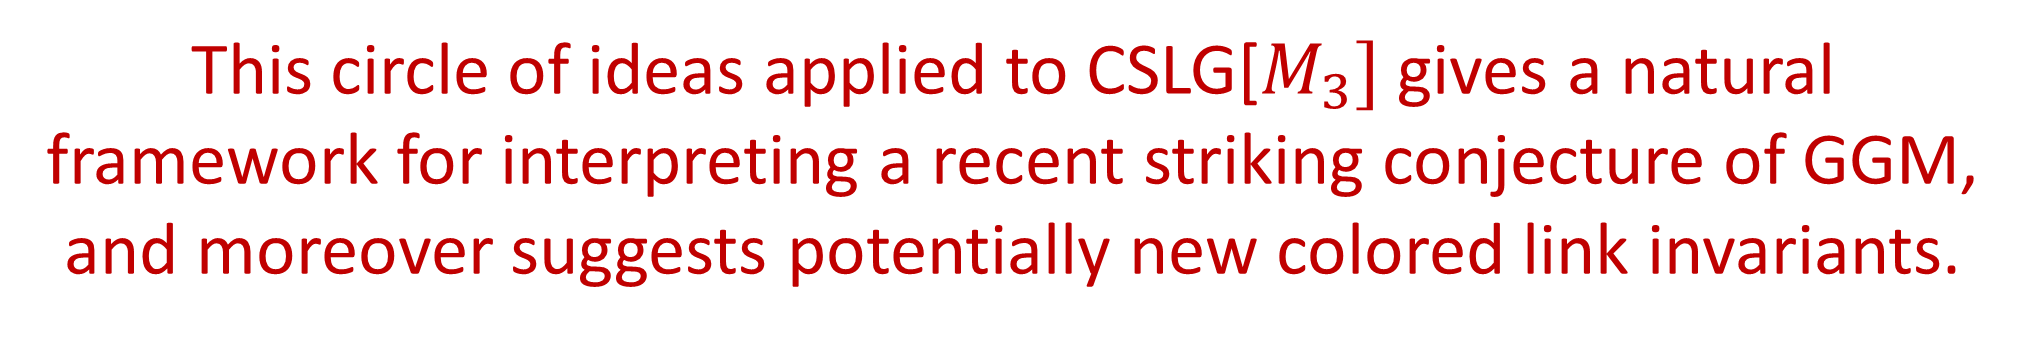 This circle of ideas applied to CSLG[M₃] gives a natural
framework for interpreting a recent striking conjecture of GGM,
and moreover suggests potentially new colored link invariants.